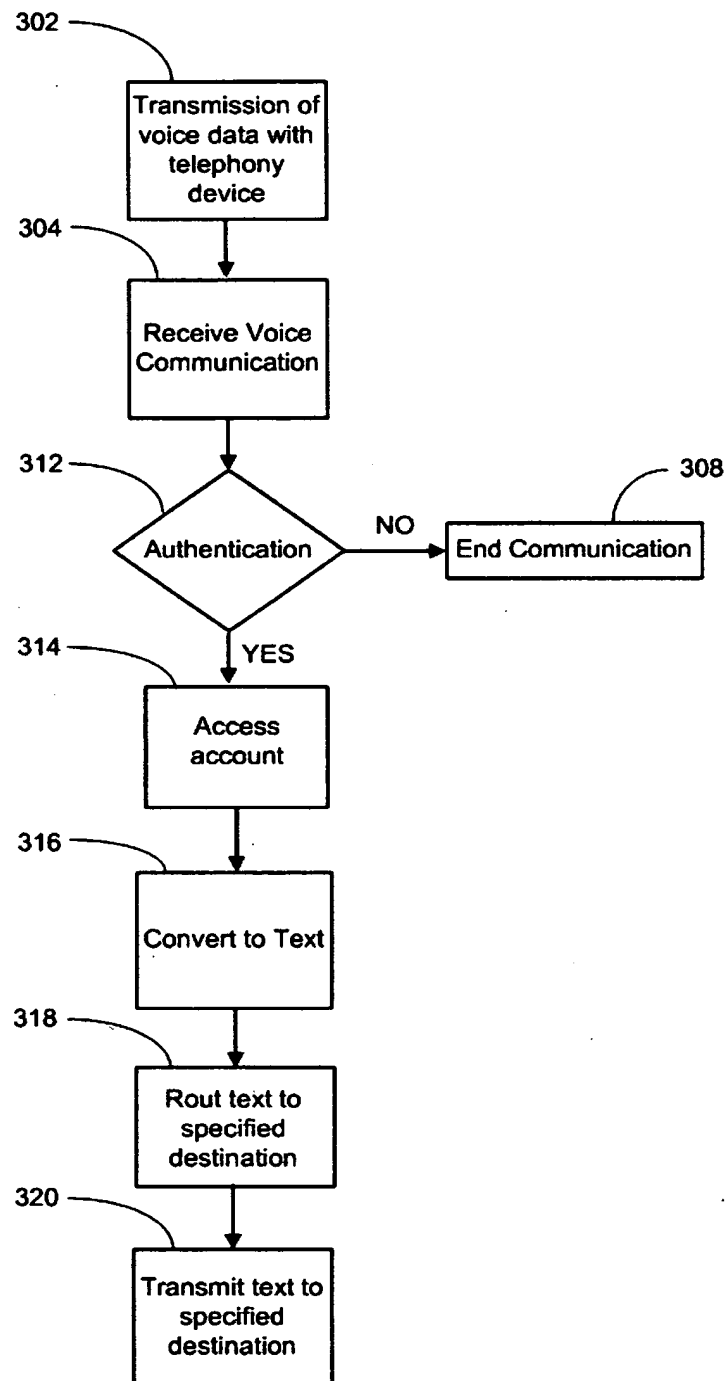 302
Transmission of
voice data with
telephony
device
304
Receive Voice
Communication
312
Authentication
NO
308
End Communication
YES
314
Access
account
316
Convert to Text
318
Rout text to
specified
destination
320
Transmit text to
specified
destination